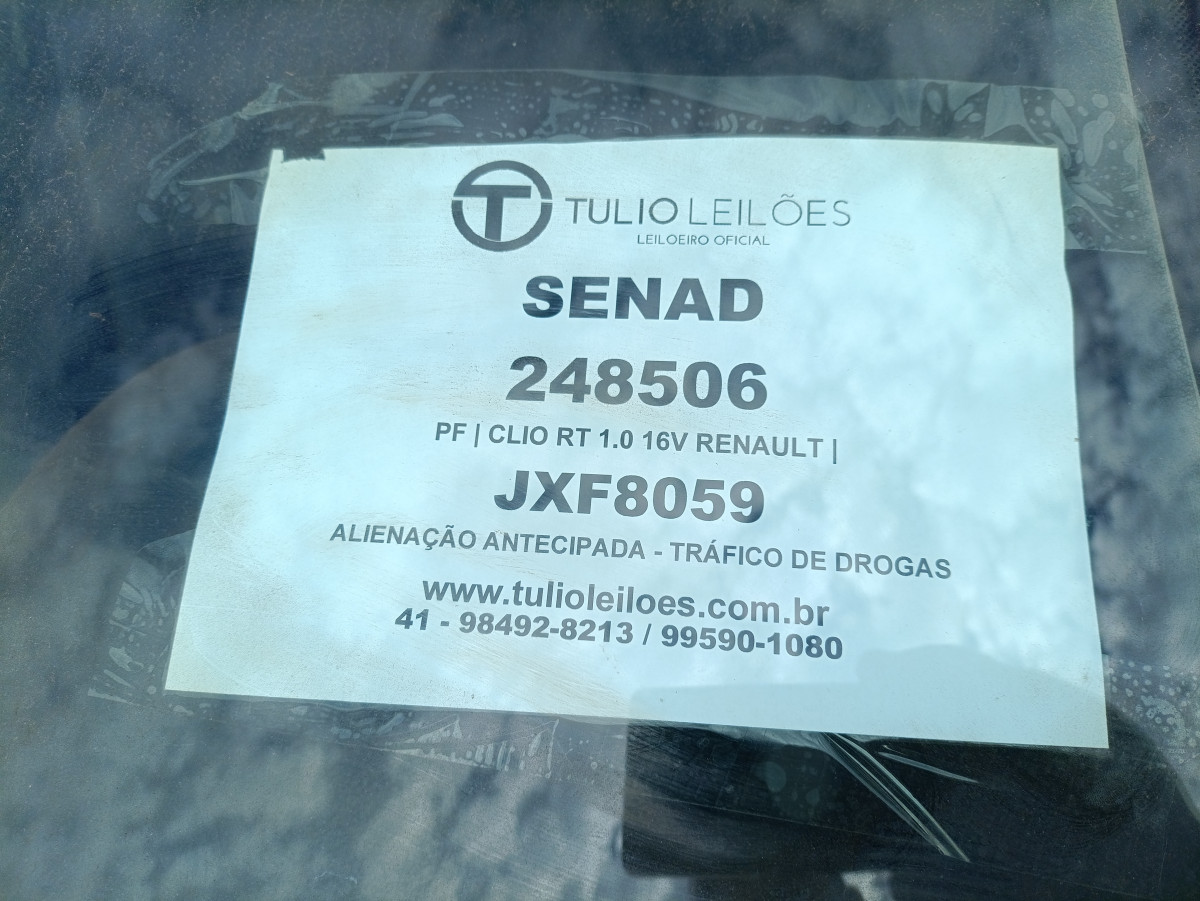 T TULIO LEILÕES
LEILOEIRO OFICIAL
SENAD
248506
PF | CLIO RT 1.0 16V RENAULT |
JXF8059
ALIENAÇÃO ANTECIPADA - TRÁFICO DE DROGAS
www.tulioleiloes.com.br
41 - 98492-8213 / 99590-1080